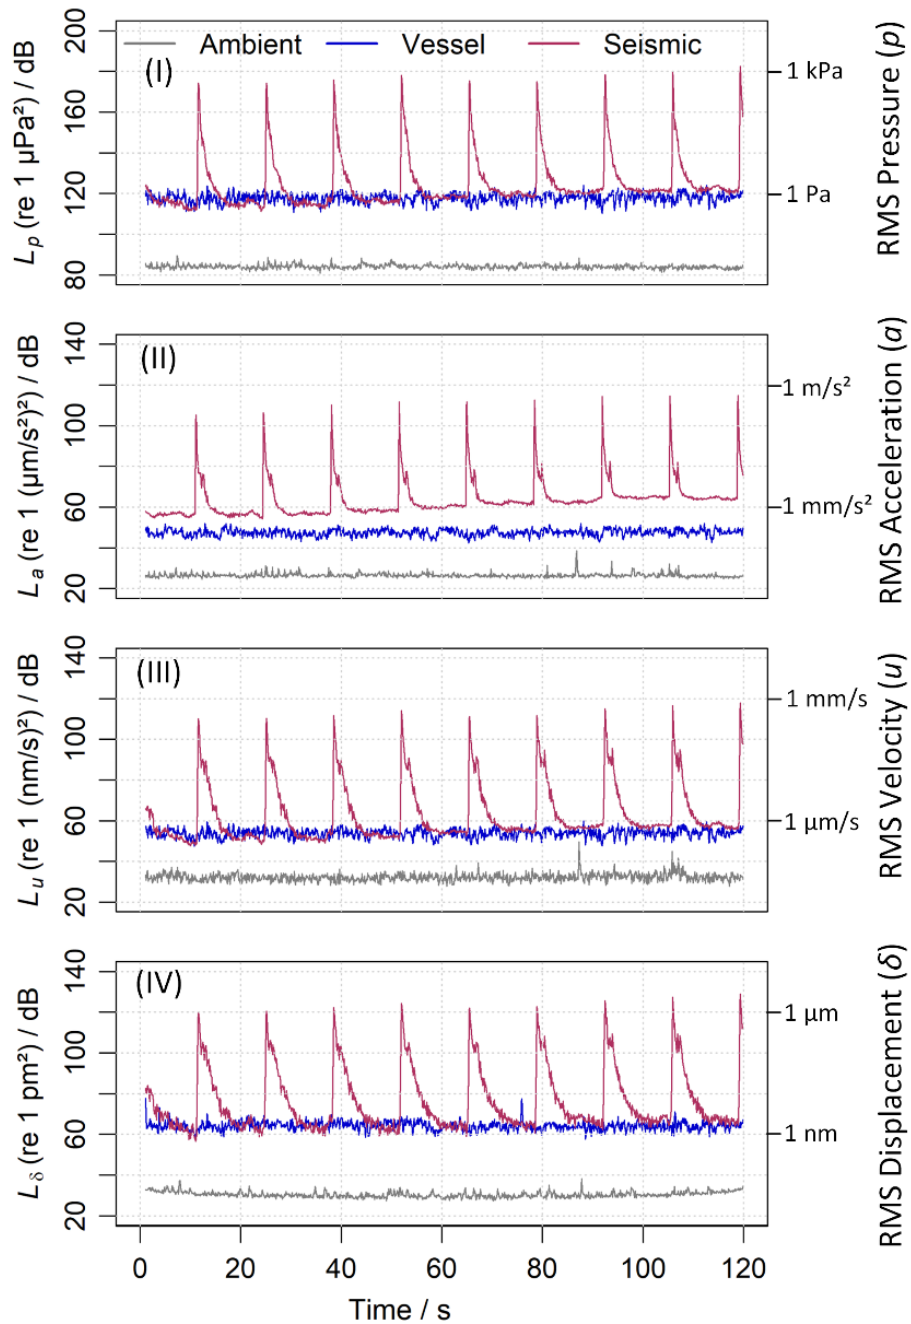 Ambient Vessel Seismic
(I)
Lp (re 1 μPa²) / dB
200
160
120
80
1 kPa
1 Pa
RMS Pressure (p)
(II)
La (re 1 (μm/s²)²) / dB
140
100
60
20
1 m/s²
1 mm/s²
RMS Acceleration (a)
(III)
Lu (re 1 (nm/s)²) / dB
140
100
60
20
1 mm/s
1 μm/s
RMS Velocity (u)
(IV)
Lδ (re 1 pm²) / dB
140
100
60
20
1 μm
1 nm
RMS Displacement (δ)
0 20 40 60 80 100 120
Time / s